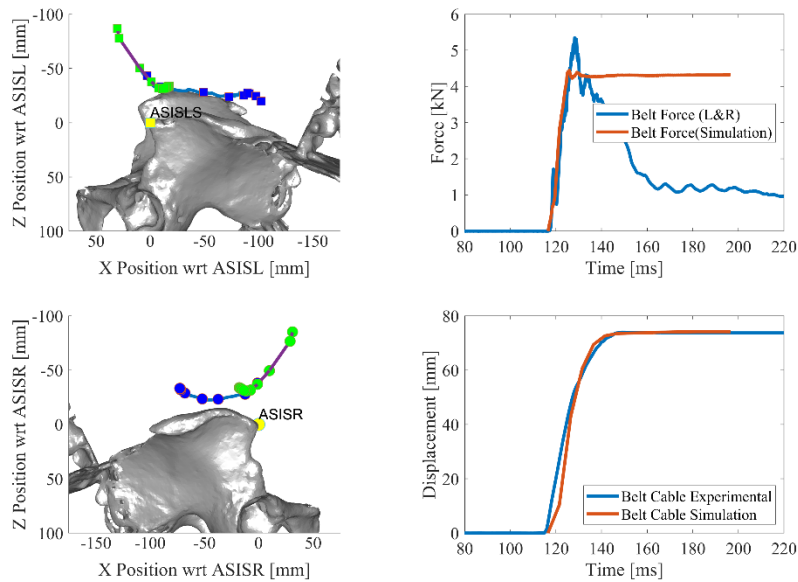 -100
-50
0
50
100
Z Position wrt ASISL [mm]
ASISLS
50 0 -50 -100 -150
X Position wrt ASISL [mm]
6
5
4
3
2
1
0
Force [kN]
Belt Force (L&R)
Belt Force(Simulation)
80 100 120 140 160 180 200 220
Time [ms]
-100
-50
0
50
100
Z Position wrt ASISR [mm]
ASISR
-150 -100 -50 0 50
X Position wrt ASISR [mm]
80
60
40
20
0
Displacement [mm]
Belt Cable Experimental
Belt Cable Simulation
80 100 120 140 160 180 200 220
Time [ms]